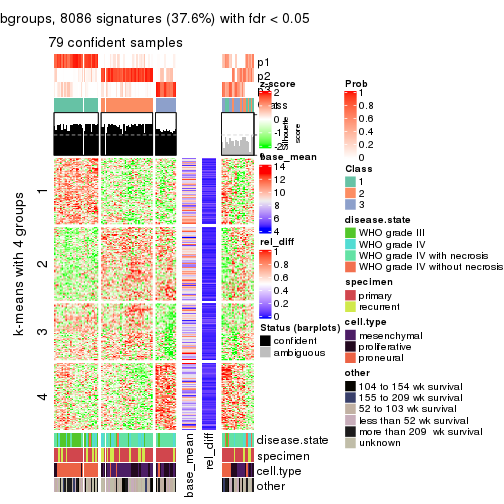 bgroups, 8086 signatures (37.6%) with fdr < 0.05
79 confident samples
p1
p2
p3
Class
z-score
2
1
0
-1
-2
Silhouette
score
base_mean
14
12
10
8
6
4
rel_diff
1
0.8
0.6
0.4
0.2
0
Status (barplots)
confident
ambiguous
Prob
1
0.8
0.6
0.4
0.2
0
Class
1
2
3
disease.state
WHO grade III
WHO grade IV
WHO grade IV with necrosis
WHO grade IV without necrosis
specimen
primary
recurrent
cell.type
mesenchymal
proliferative
proneural
other
104 to 154 wk survival
155 to 209 wk survival
52 to 103 wk survival
less than 52 wk survival
more than 209 wk survival
unknown
k-means with 4 groups
1
2
3
4
base_mean
rel_diff
disease.state
specimen
cell.type
other